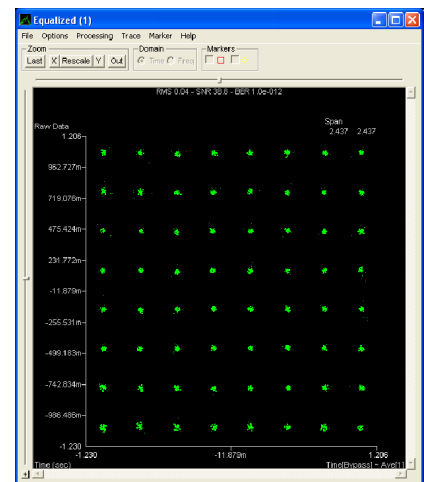 Equalized (1)
File Options Processing Trace Marker Help
Zoom Domain Markers
Last X Rescale Y Out Time Freq
RMS 0.04 - SNR 38.8 - BER 1.0e-012
Span
Raw Data 2.437 2.437
1.206
962.727m
719.076m
475.424m
231.772m
-11.879m
-255.531m
-499.183m
-742.834m
-986.486m
-1.230
-1.230 -11.879m 1.206
Time (sec) Time[Bypass] - Ave[1]